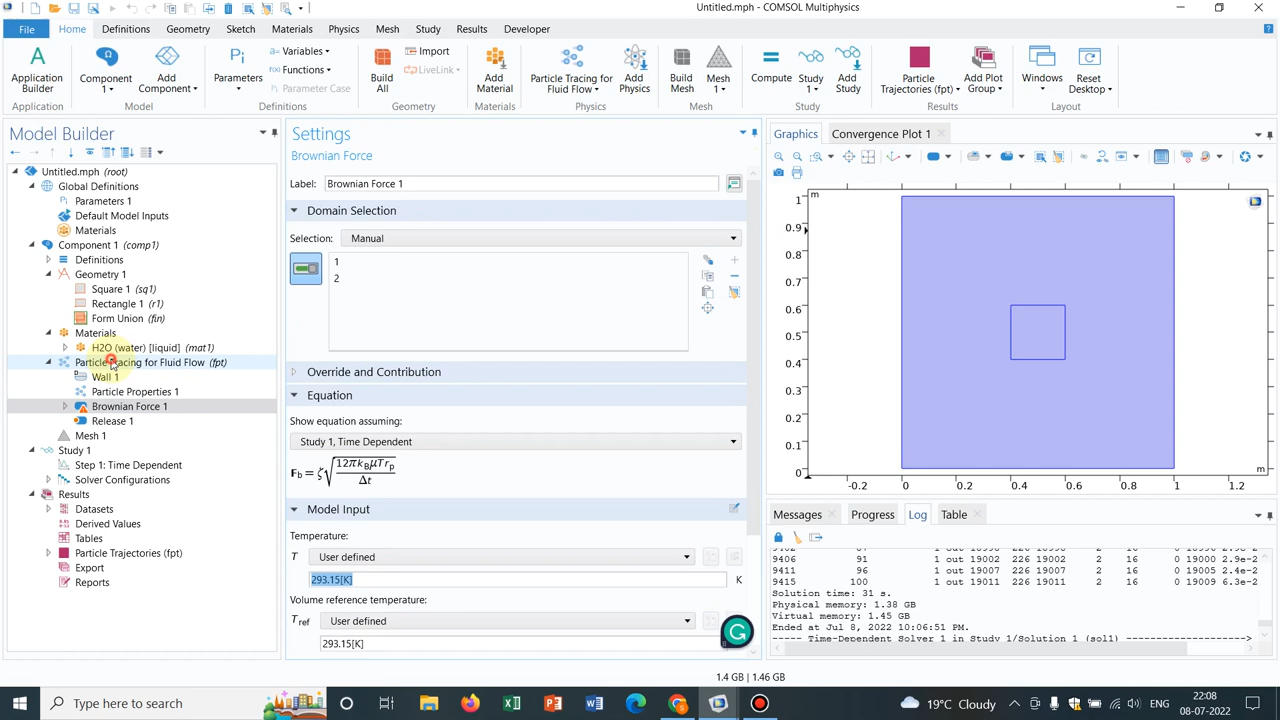 Untitled.mph - COMSOL Multiphysics
File Home Definitions Geometry Sketch Materials Physics Mesh Study Results Developer
Application Builder
Component 1
Add Component
Parameters
a= Variables
f(x) Functions
Pi Parameter Case
Build All
Import
LiveLink
Add Material
Particle Tracing for Fluid Flow
Add Physics
Build Mesh
Mesh 1
Compute
Study 1
Add Study
Particle Trajectories (fpt)
Add Plot Group
Windows
Reset Desktop
Application Model Definitions Geometry Materials Physics Mesh Study Results Layout
Model Builder
Untitled.mph (root)
Global Definitions
Parameters 1
Default Model Inputs
Materials
Component 1 (comp1)
Definitions
Geometry 1
Square 1 (sq1)
Rectangle 1 (r1)
Form Union (fin)
Materials
H2O (water) [liquid] (mat1)
Particle Tracing for Fluid Flow (fpt)
Wall 1
Particle Properties 1
Brownian Force 1
Release 1
Mesh 1
Study 1
Step 1: Time Dependent
Solver Configurations
Results
Datasets
Derived Values
Tables
Particle Trajectories (fpt)
Export
Reports
Settings
Brownian Force
Label: Brownian Force 1
Domain Selection
Selection: Manual
1
2
Override and Contribution
Equation
Show equation assuming:
Study 1, Time Dependent
F_b = ζ√(12πk_BμTr_p/Δt)
Model Input
Temperature:
T User defined
293.15[K] K
Volume reference temperature:
T_ref User defined
293.15[K]
Graphics Convergence Plot 1
m
1
0.9
0.8
0.7
0.6
0.5
0.4
0.3
0.2
0.1
0
m
-0.2 0 0.2 0.4 0.6 0.8 1 1.2
Messages Progress Log Table
9406 91 1 out 19002 226 19002 2 16 0 19000 2.9e-2
9411 96 1 out 19007 226 19007 2 16 0 19005 2.4e-2
9415 100 1 out 19011 226 19011 2 16 0 19009 6.3e-2
Solution time: 31 s.
Physical memory: 1.38 GB
Virtual memory: 1.45 GB
Ended at Jul 8, 2022 10:06:51 PM.
----- Time-Dependent Solver 1 in Study 1/Solution 1 (sol1) -------------------->
1.4 GB | 1.46 GB
Type here to search
19°C Cloudy
ENG
22:08
08-07-2022